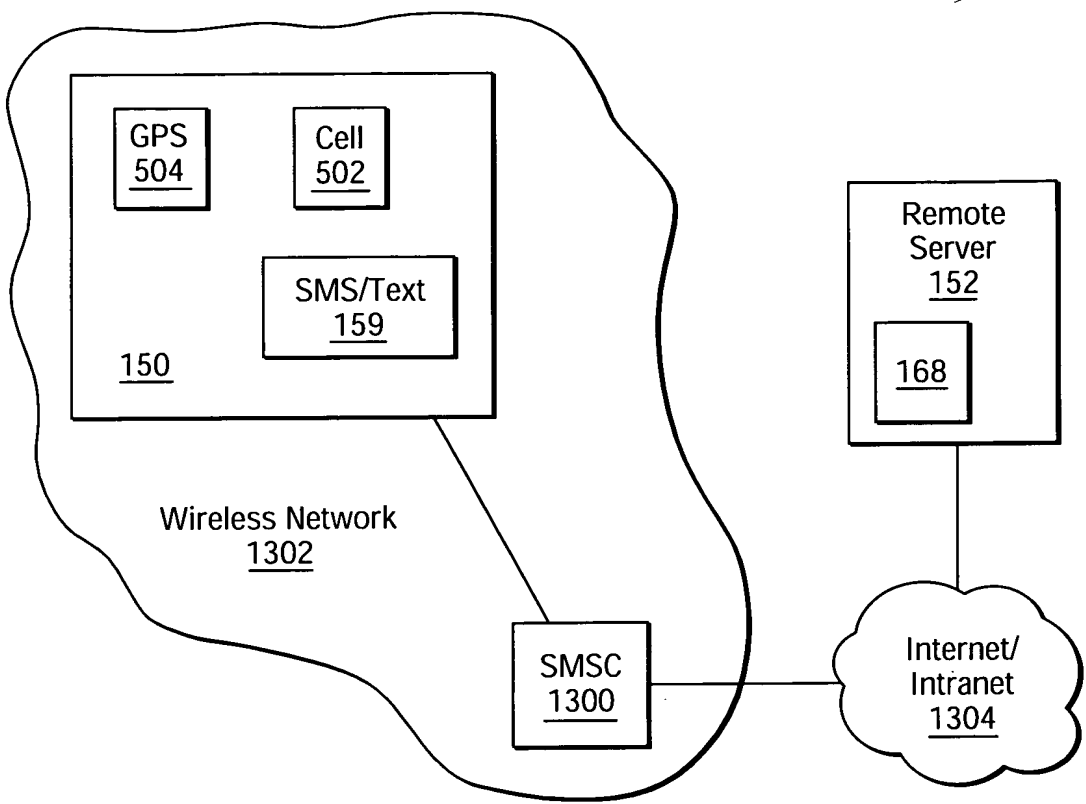 GPS
504
Cell
502
SMS/Text
159
150
Remote
Server
152
168
Wireless Network
1302
SMSC
1300
Internet/
Intranet
1304